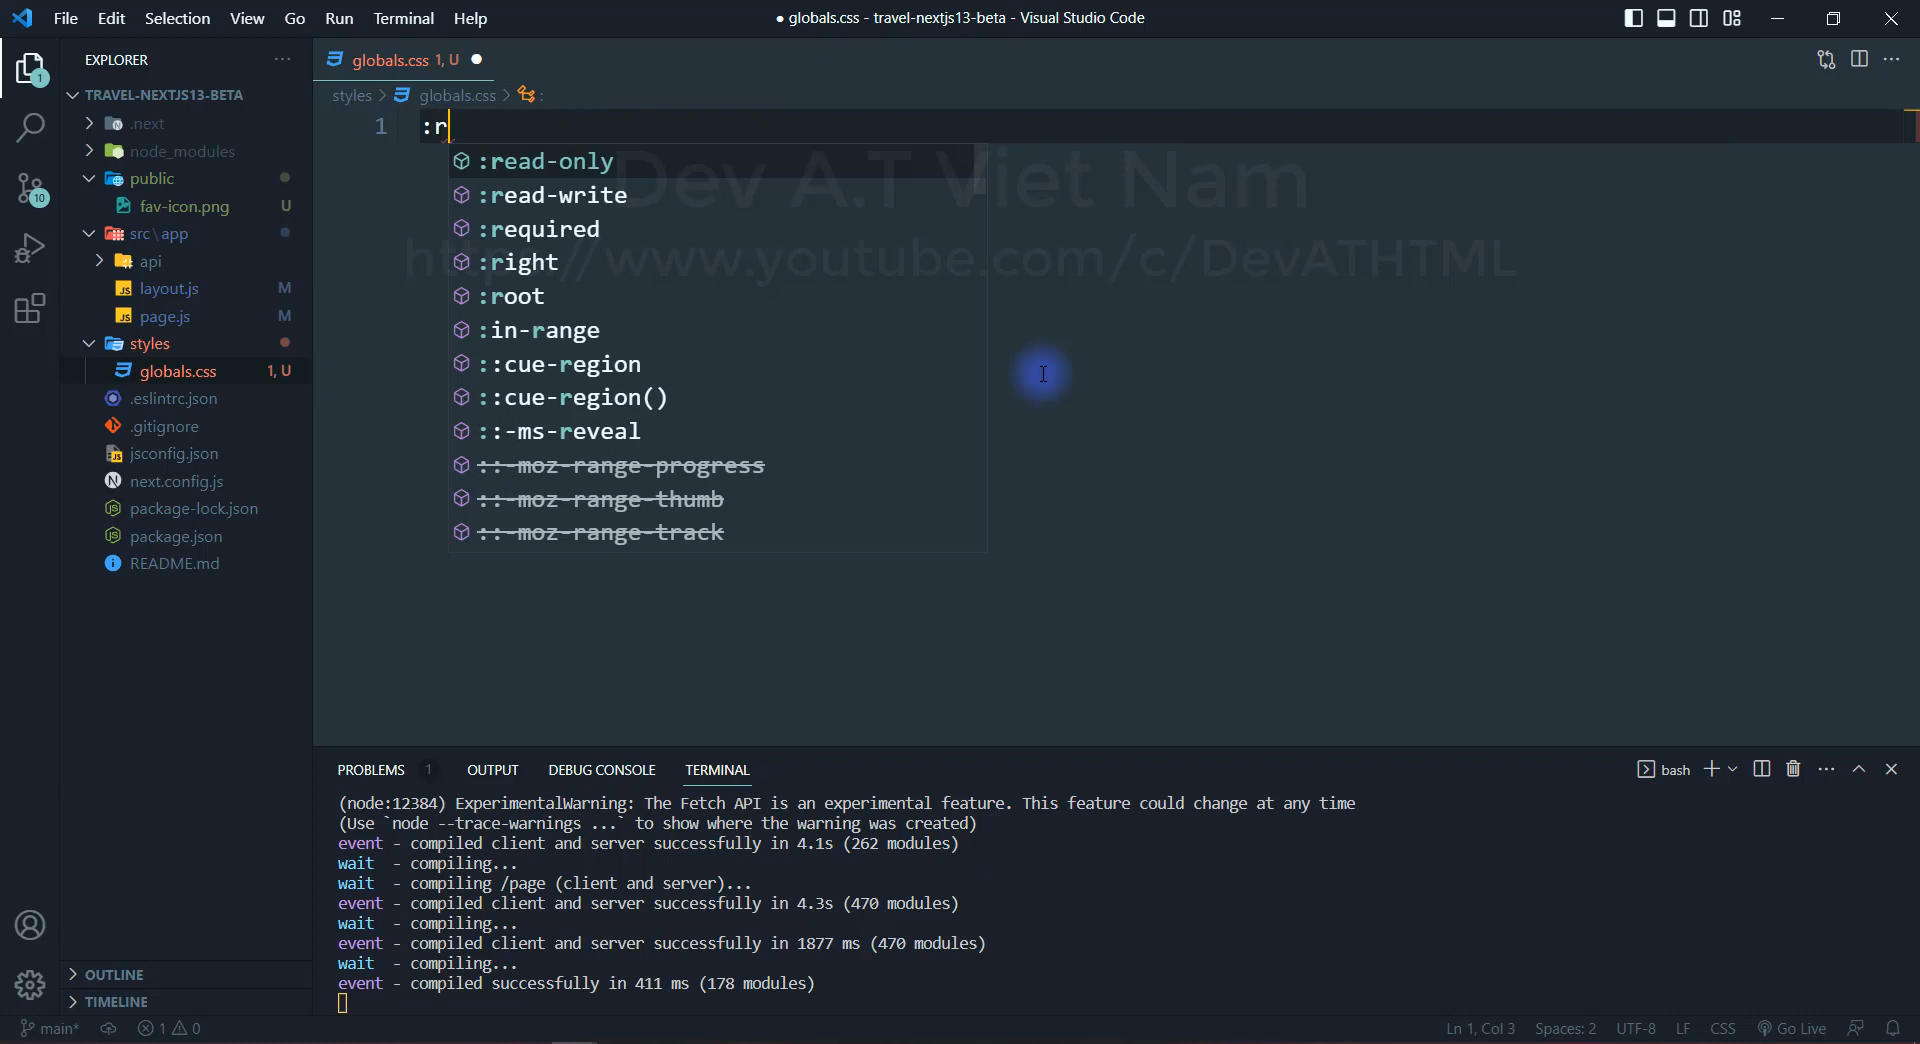 File Edit Selection View Go Run Terminal Help
● globals.css - travel-nextjs13-beta - Visual Studio Code
EXPLORER
TRAVEL-NEXTJS13-BETA
.next
node_modules
public
fav-icon.png U
src\app
api
layout.js M
page.js M
styles
globals.css 1, U
.eslintrc.json
.gitignore
jsconfig.json
next.config.js
package-lock.json
package.json
README.md
OUTLINE
TIMELINE
1
10
globals.css 1, U ●
styles > globals.css > :
1 :r
:read-only
:read-write
:required
:right
:root
:in-range
::cue-region
::cue-region()
::-ms-reveal
::-moz-range-progress
::-moz-range-thumb
::-moz-range-track
Dev A.T Viet Nam
https://www.youtube.com/c/DevATHTML
PROBLEMS 1 OUTPUT DEBUG CONSOLE TERMINAL
bash
(node:12384) ExperimentalWarning: The Fetch API is an experimental feature. This feature could change at any time
(Use `node --trace-warnings ...` to show where the warning was created)
event - compiled client and server successfully in 4.1s (262 modules)
wait - compiling...
wait - compiling /page (client and server)...
event - compiled client and server successfully in 4.3s (470 modules)
wait - compiling...
event - compiled client and server successfully in 1877 ms (470 modules)
wait - compiling...
event - compiled successfully in 411 ms (178 modules)
main* 1 0
Ln 1, Col 3 Spaces: 2 UTF-8 LF CSS Go Live